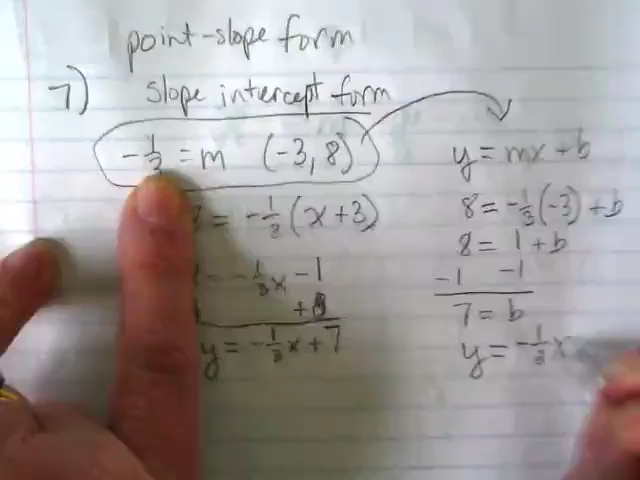 point-slope form
7) slope intercept form
-1/3 = m (-3, 8)
= -1/3 (x + 3)
= -1/3 x - 1
+ 8
y = -1/3 x + 7
y = mx + b
8 = -1/3 (-3) + b
8 = 1 + b
-1 -1
7 = b
y = -1/3 x